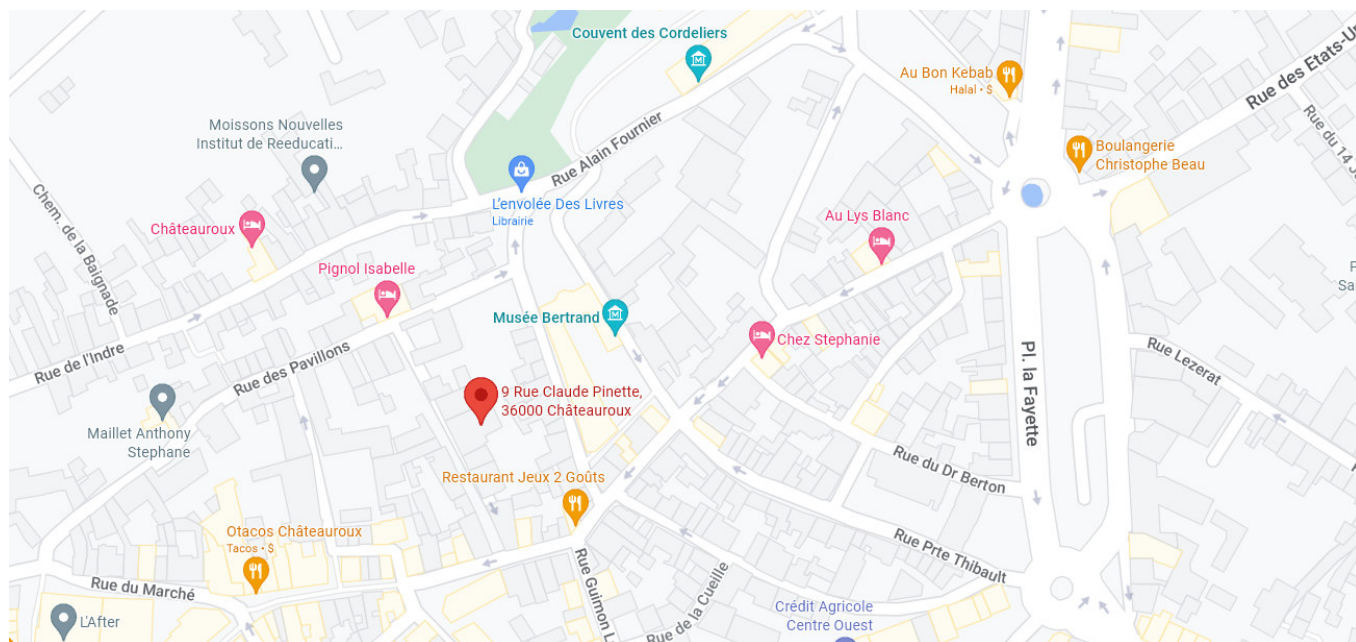 Couvent des Cordeliers
Au Bon Kebab
Halal • $
Rue des Etats-Un
Rue du 14 J
Moissons Nouvelles
Institut de Reeducati...
Rue Alain Fournier
Boulangerie
Christophe Beau
Chem. de la Baignade
L'envolée Des Livres
Librairie
Châteauroux
Au Lys Blanc
Pignol Isabelle
Musée Bertrand
Chez Stephanie
Rue de l'Indre
Rue des Pavillons
Pl. la Fayette
Rue Lezerat
9 Rue Claude Pinette,
36000 Châteauroux
Maillet Anthony
Stephane
Rue du Dr Berton
Restaurant Jeux 2 Goûts
Otacos Châteauroux
Tacos • $
Rue Prte Thibault
Rue du Marché
Rue Guimon L
Rue de la Cueille
L'After
Crédit Agricole
Centre Ouest